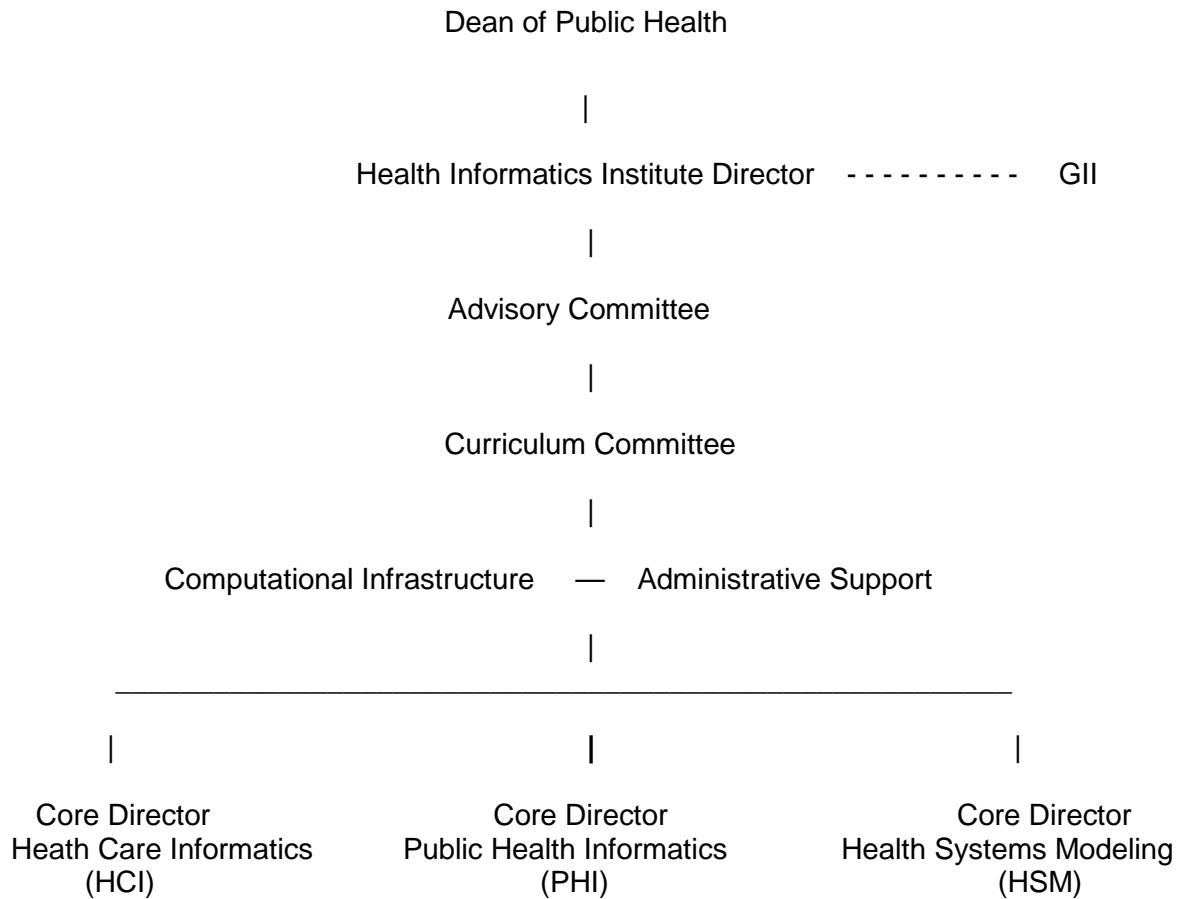 Dean of Public Health
|
Health Informatics Institute Director - - - - - - - - - - GII
|
Advisory Committee
|
Curriculum Committee
|
Computational Infrastructure — Administrative Support
|
_______________________________________________________
| | |
Core Director Core Director Core Director
Heath Care Informatics Public Health Informatics Health Systems Modeling
(HCI) (PHI) (HSM)